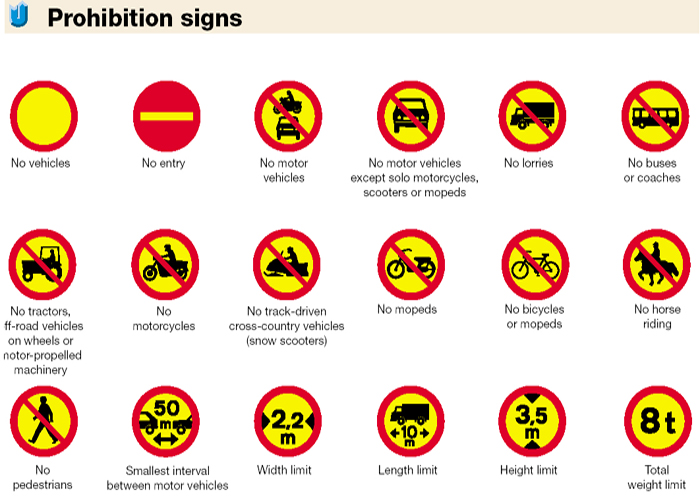 Prohibition signs
No vehicles
No entry
No motor
vehicles
No motor vehicles
except solo motorcycles,
scooters or mopeds
No lorries
No buses
or coaches
No tractors,
ff-road vehicles
on wheels or
notor-propelled
machinery
No
motorcycles
No track-driven
cross-country vehicles
(snow scooters)
No mopeds
No bicycles
or mopeds
No horse
riding
50
m
2,2
m
10
m
3,5
m
8t
No
pedestrians
Smallest interval
between motor vehicles
Width limit
Length limit
Height limit
Total
weight limit